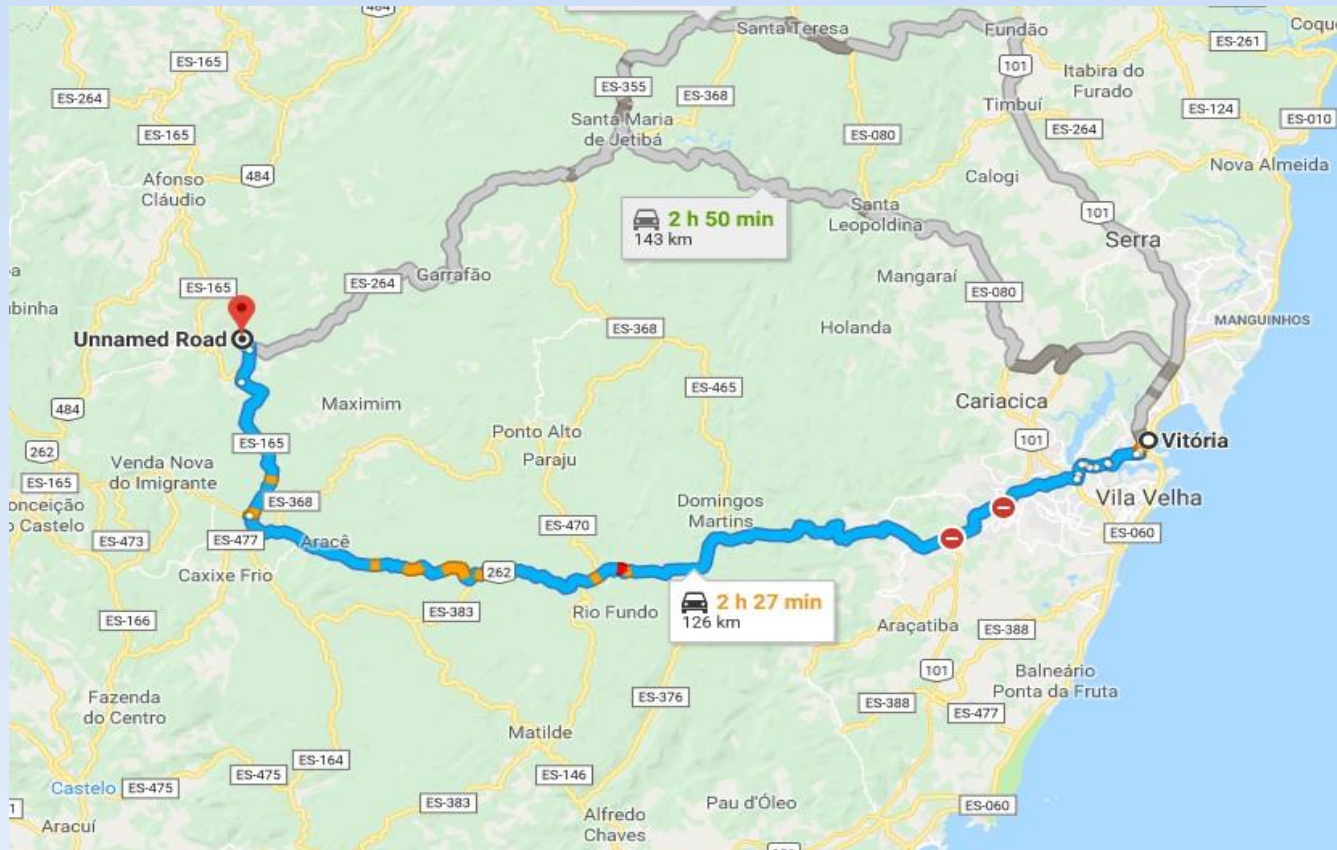 484
Santa Teresa
Fundão
Coque
ES-165
ES-261
101
Itabira do
Furado
ES-264
ES-355
ES-368
Timbuí
ES-124
ES-010
Santa Maria
de Jetibá
ES-165
ES-080
ES-264
484
Afonso
Cláudio
Calogi
Nova Almeida
2 h 50 min
143 km
Santa
Leopoldina
101
Serra
ES-165
ES-264
Garrafão
Mangaraí
ES-080
ubinha
Unnamed Road
ES-368
Holanda
MANGUINHOS
ES-465
484
Maximim
Cariacica
262
ES-165
Ponto Alto
Paraju
101
Vitória
Venda Nova
do Imigrante
ES-165
onceição
o Castelo
ES-368
Domingos
Martins
Vila Velha
ES-473
ES-477
Aracê
ES-470
ES-060
Caxixe Frio
262
2 h 27 min
126 km
ES-383
Rio Fundo
ES-166
Araçatiba
ES-388
101
Balneário
Ponta da Fruta
Fazenda
do Centro
ES-376
ES-388
ES-477
Matilde
ES-164
ES-475
ES-146
Castelo
ES-475
ES-383
Pau d'Óleo
ES-060
Alfredo
Chaves
Aracuí